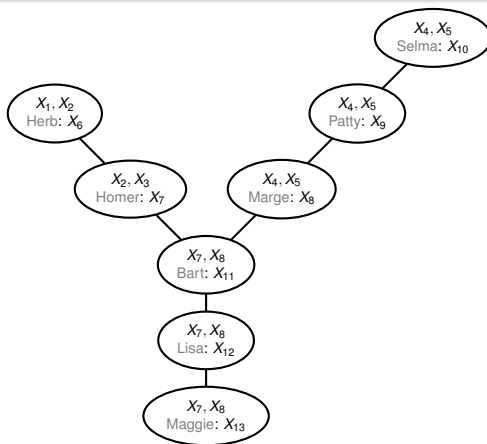 X4, X5
Selma: X10
X1, X2
Herb: X6
X4, X5
Patty: X9
X2, X3
Homer: X7
X4, X5
Marge: X8
X7, X8
Bart: X11
X7, X8
Lisa: X12
X7, X8
Maggie: X13